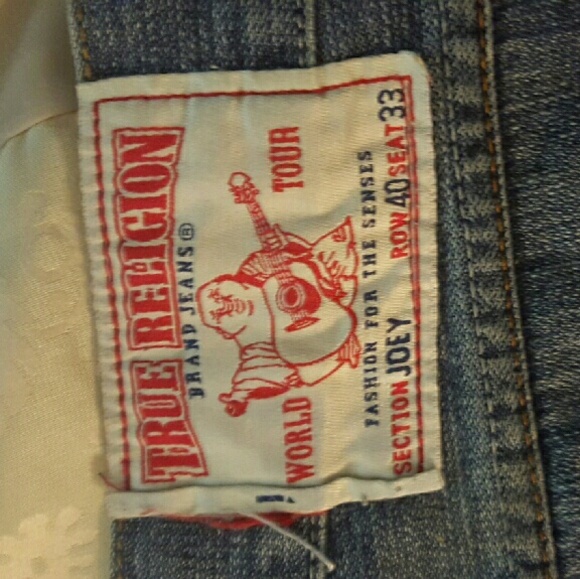 TRUE RELIGION
BRAND JEANS®
WORLD TOUR
FASHION FOR THE SENSES
SECTION JOEY ROW 40 SEAT 33